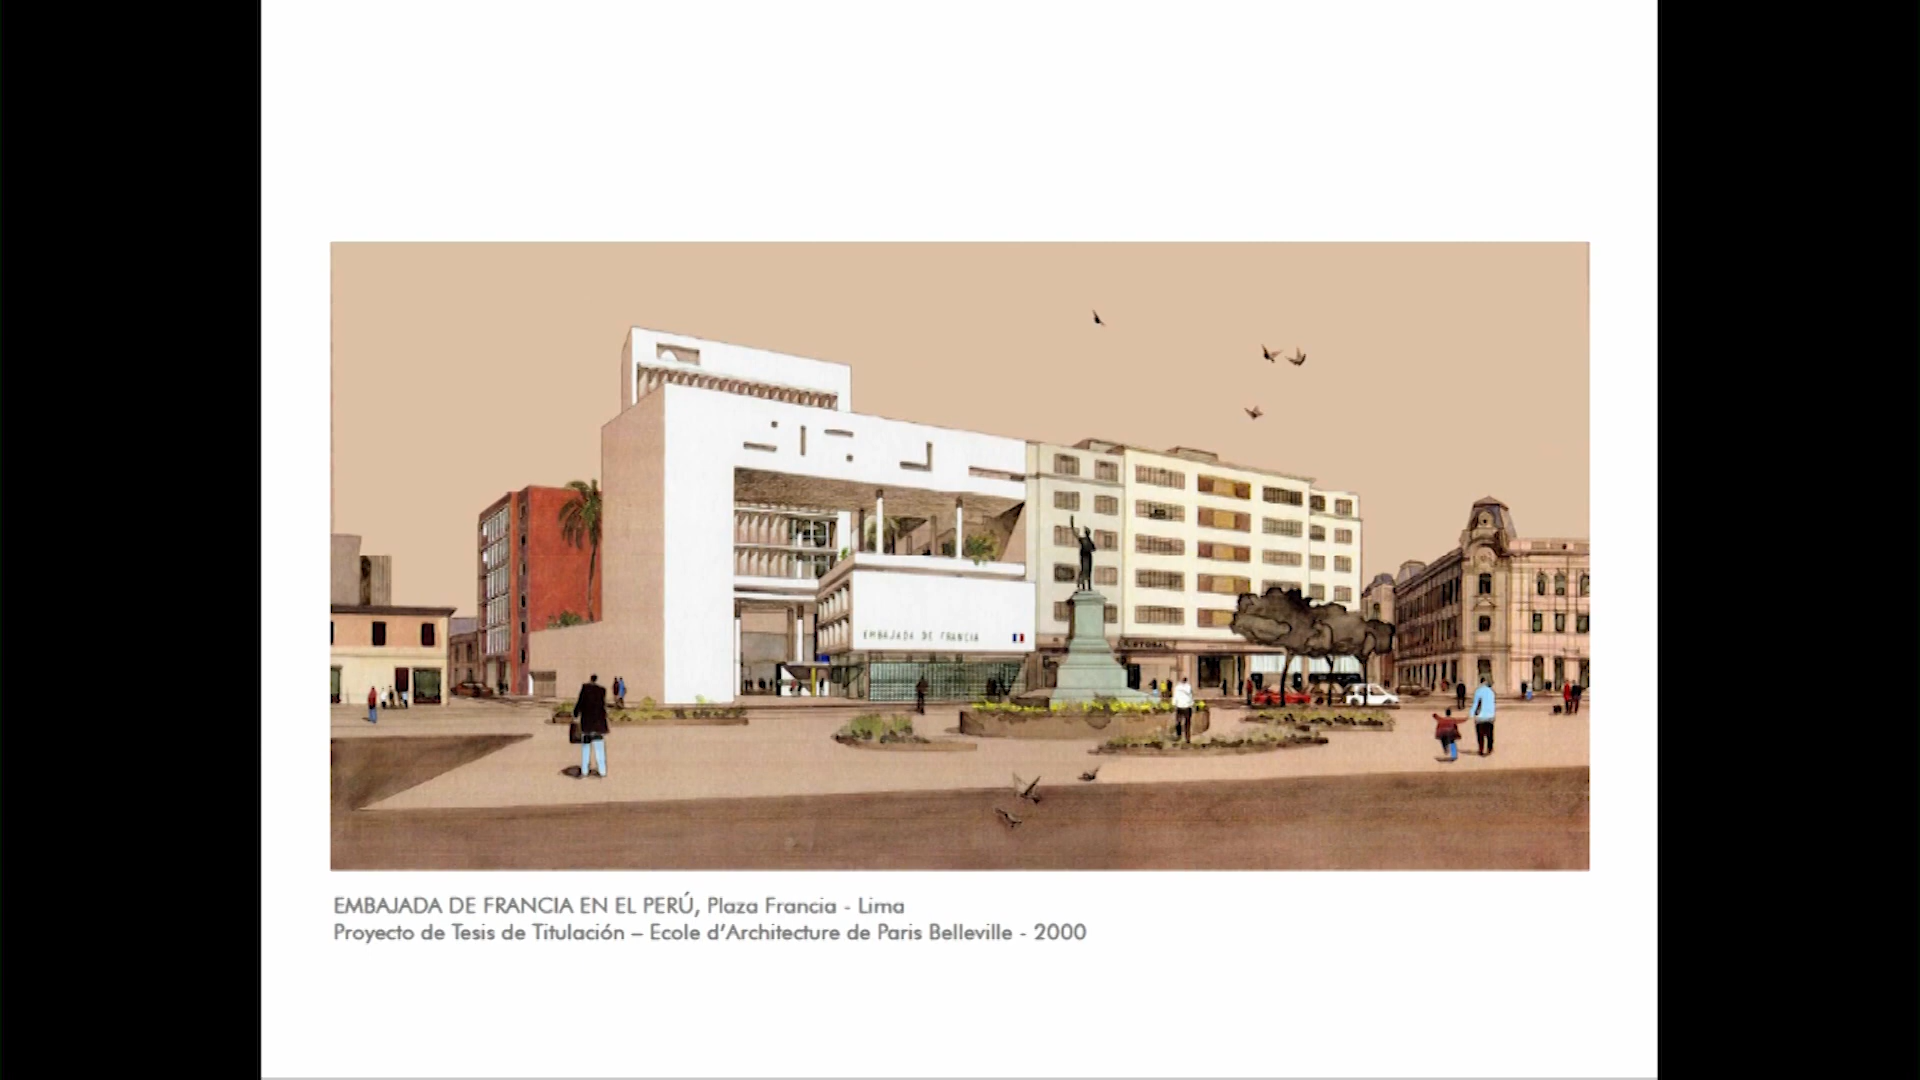 EMBAJADA DE FRANCIA
EMBAJADA DE FRANCIA EN EL PERÚ, Plaza Francia - Lima
Proyecto de Tesis de Titulación – Ecole d'Architecture de Paris Belleville - 2000